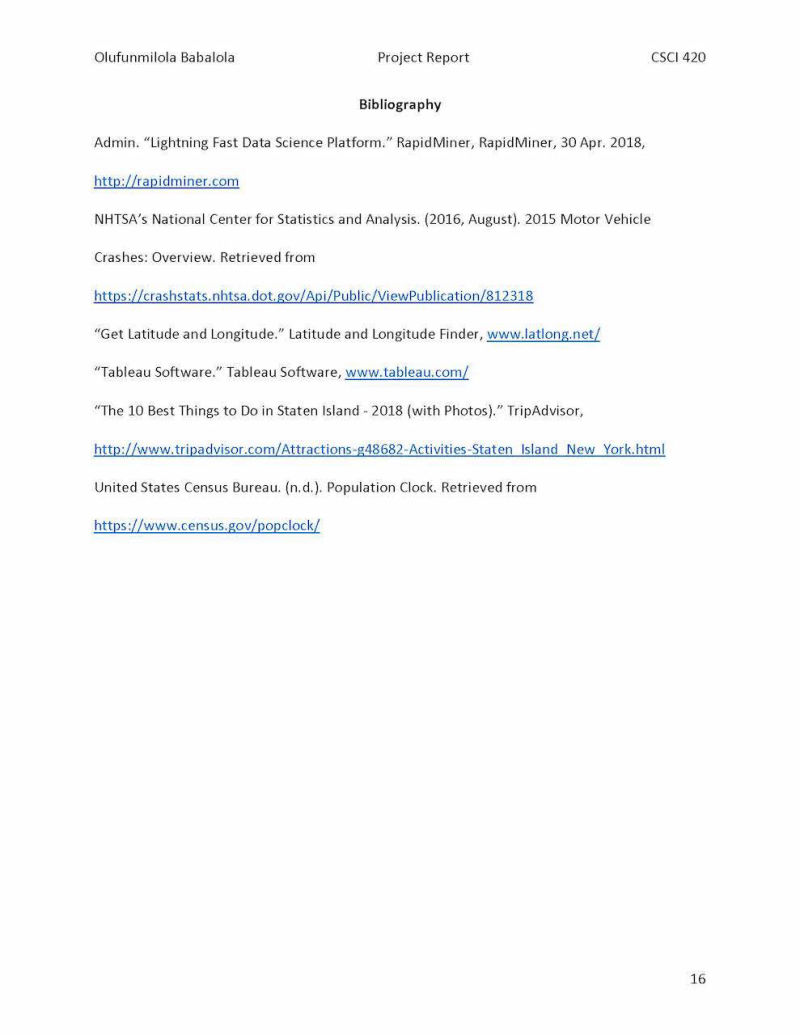 Olufunmilola Babalola Project Report CSCI 420
Bibliography
Admin. “Lightning Fast Data Science Platform.” RapidMiner, RapidMiner, 30 Apr. 2018,
http://rapidminer.com
NHTSA’s National Center for Statistics and Analysis. (2016, August). 2015 Motor Vehicle
Crashes: Overview. Retrieved from
https://crashstats.nhtsa.dot.gov/Api/Public/ViewPublication/812318
“Get Latitude and Longitude.” Latitude and Longitude Finder, www.latlong.net/
“Tableau Software.” Tableau Software, www.tableau.com/
“The 10 Best Things to Do in Staten Island - 2018 (with Photos).” TripAdvisor,
http://www.tripadvisor.com/Attractions-g48682-Activities-Staten_Island_New_York.html
United States Census Bureau. (n.d.). Population Clock. Retrieved from
https://www.census.gov/popclock/
16